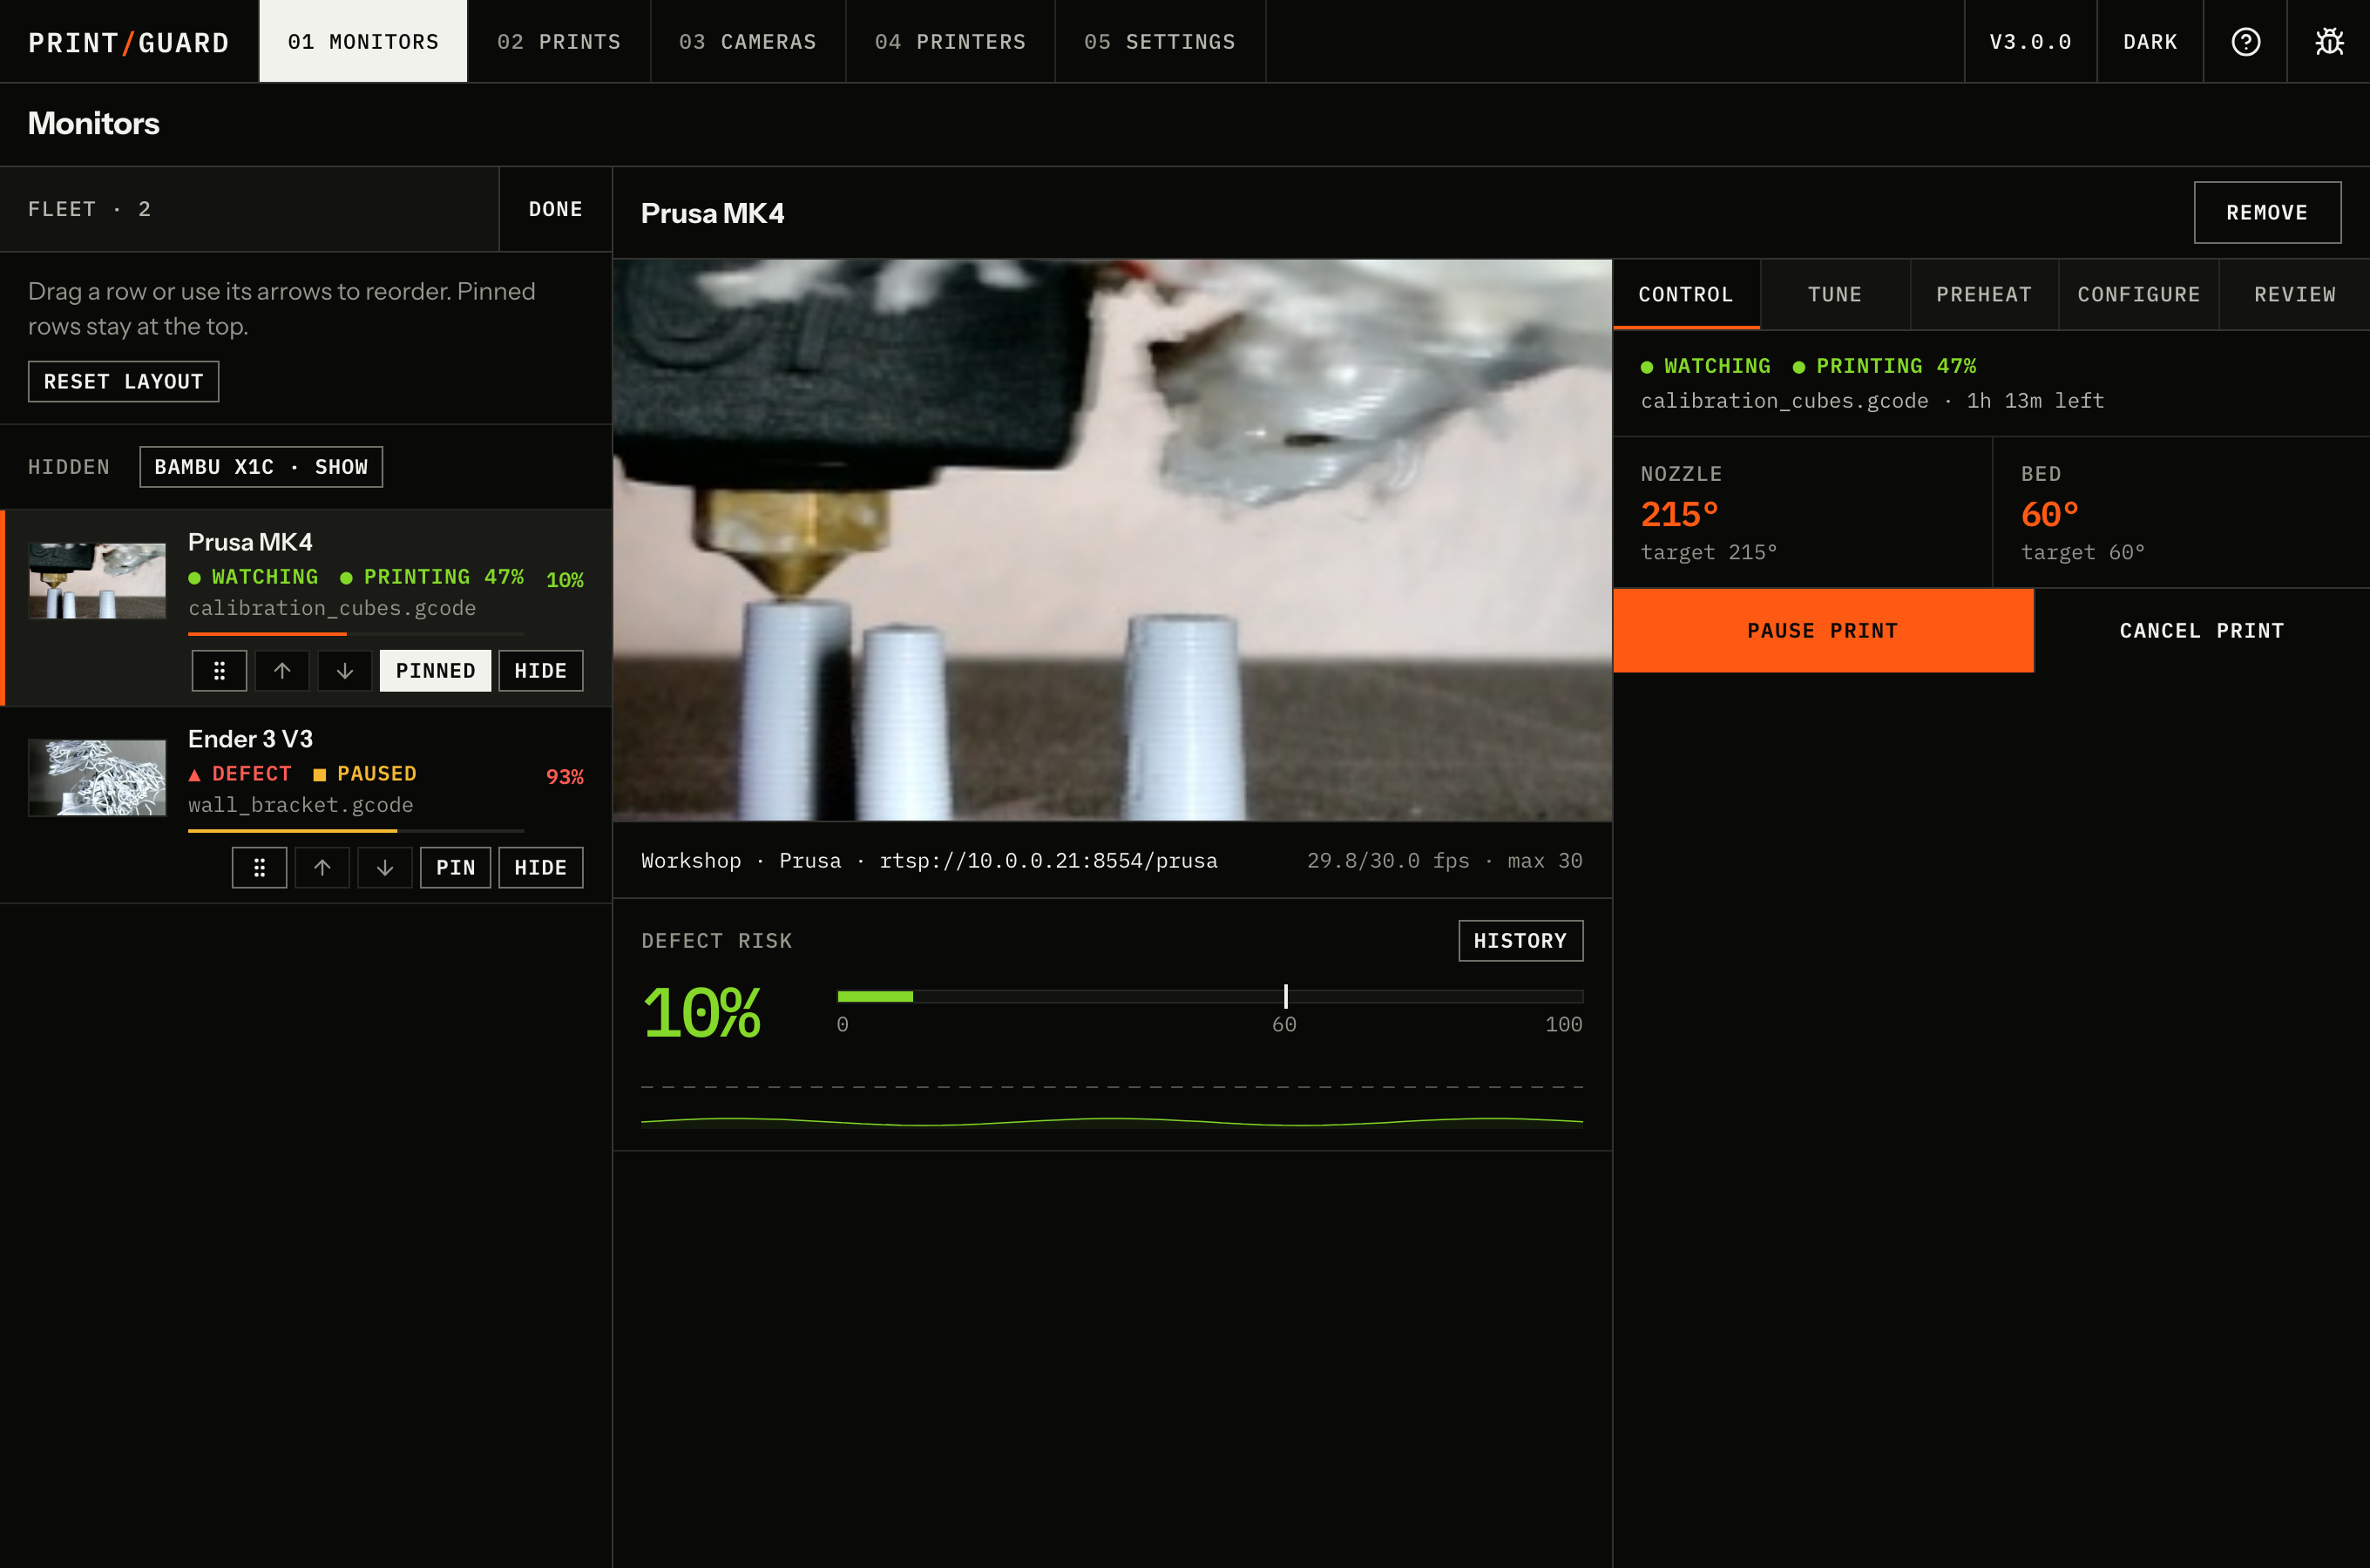 PRINT/GUARD
01 MONITORS
02 PRINTS
03 CAMERAS
04 PRINTERS
05 SETTINGS
V3.0.0
DARK
Monitors
FLEET · 2
DONE
Drag a row or use its arrows to reorder. Pinned
rows stay at the top.
RESET LAYOUT
HIDDEN
BAMBU X1C · SHOW
Prusa MK4
WATCHING
PRINTING 47%
10%
calibration_cubes.gcode
PINNED
HIDE
Ender 3 V3
DEFECT
PAUSED
93%
wall_bracket.gcode
PIN
HIDE
Prusa MK4
REMOVE
Workshop · Prusa · rtsp://10.0.0.21:8554/prusa
29.8/30.0 fps · max 30
DEFECT RISK
HISTORY
10%
0
60
100
CONTROL
TUNE
PREHEAT
CONFIGURE
REVIEW
WATCHING
PRINTING 47%
calibration_cubes.gcode · 1h 13m left
NOZZLE
215°
target 215°
BED
60°
target 60°
PAUSE PRINT
CANCEL PRINT